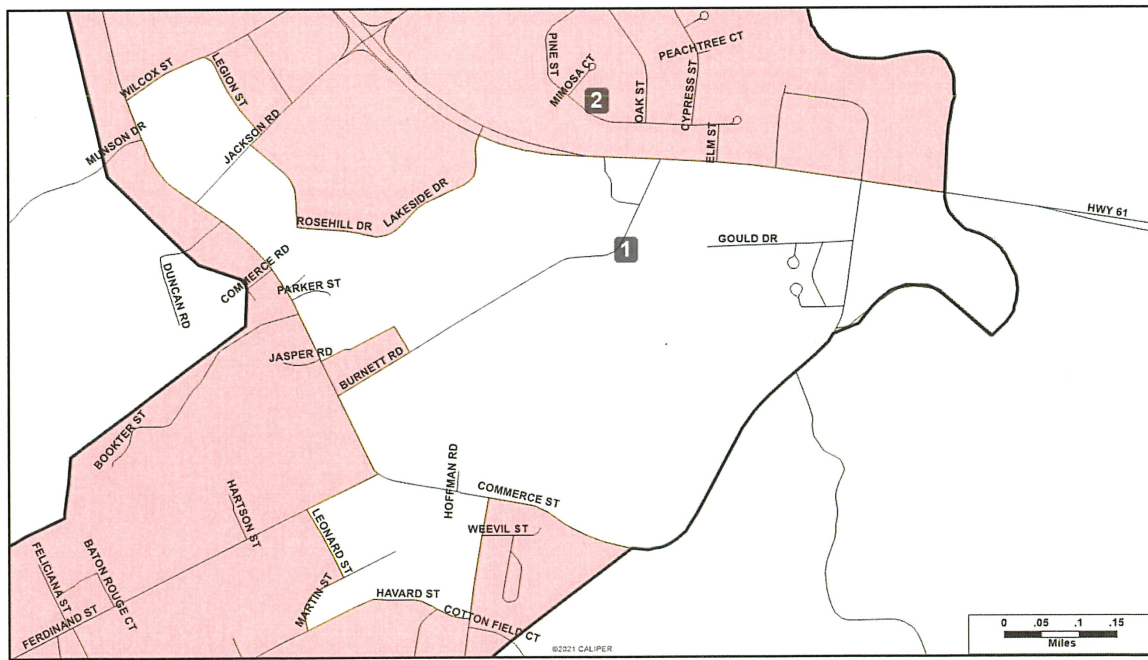 PINE ST
MIMOSA CT
PEACHTREE CT
OAK ST
CYPRESS ST
ELM ST
2
WILCOX ST
LEGION ST
JACKSON RD
MUNSON DR
LAKESIDE DR
ROSEHILL DR
HWY 61
GOULD DR
1
COMMERCE RD
DUNCAN RD
PARKER ST
JASPER RD
BURNETT RD
BOOKTER ST
HARTSON ST
HOFFMAN RD
COMMERCE ST
WEEVIL ST
LEONARD ST
FELICIANA ST
BATON ROUGE CT
FERDINAND ST
MARTIN ST
HAVARD ST
COTTON FIELD CT
0 .05 .1 .15
Miles
©2021 CALIPER